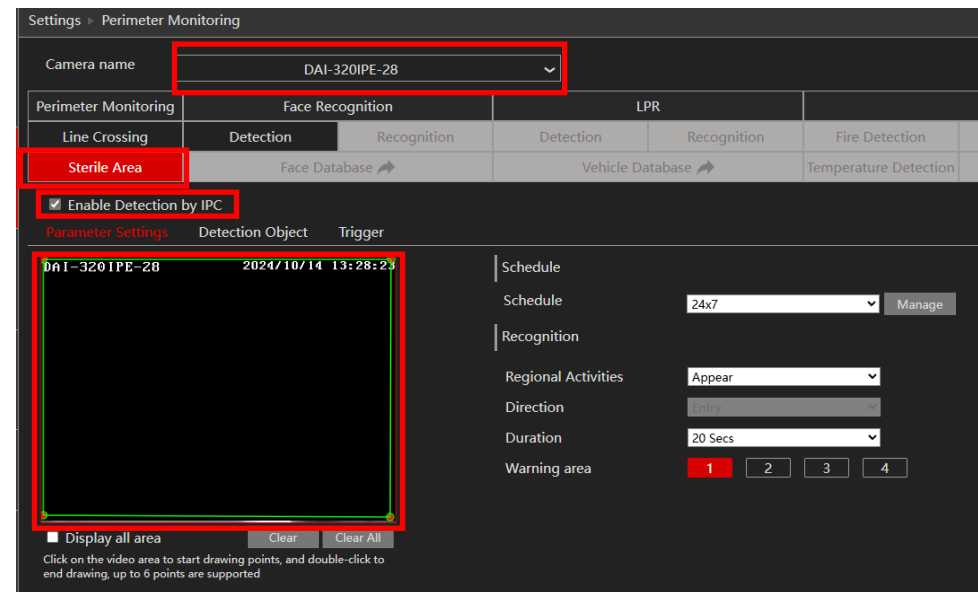 Settings ▸ Perimeter Monitoring
Camera name
DAI-320IPE-28
Perimeter Monitoring Face Recognition LPR
Line Crossing Detection Recognition Detection Recognition Fire Detection
Sterile Area Face Database Vehicle Database Temperature Detection
Enable Detection by IPC
Parameter Settings Detection Object Trigger
DAI-320IPE-28 2024/10/14 13:28:23
Schedule
Schedule 24x7 Manage
Recognition
Regional Activities Appear
Direction Entry
Duration 20 Secs
Warning area 1 2 3 4
Display all area Clear Clear All
Click on the video area to start drawing points, and double-click to
end drawing, up to 6 points are supported